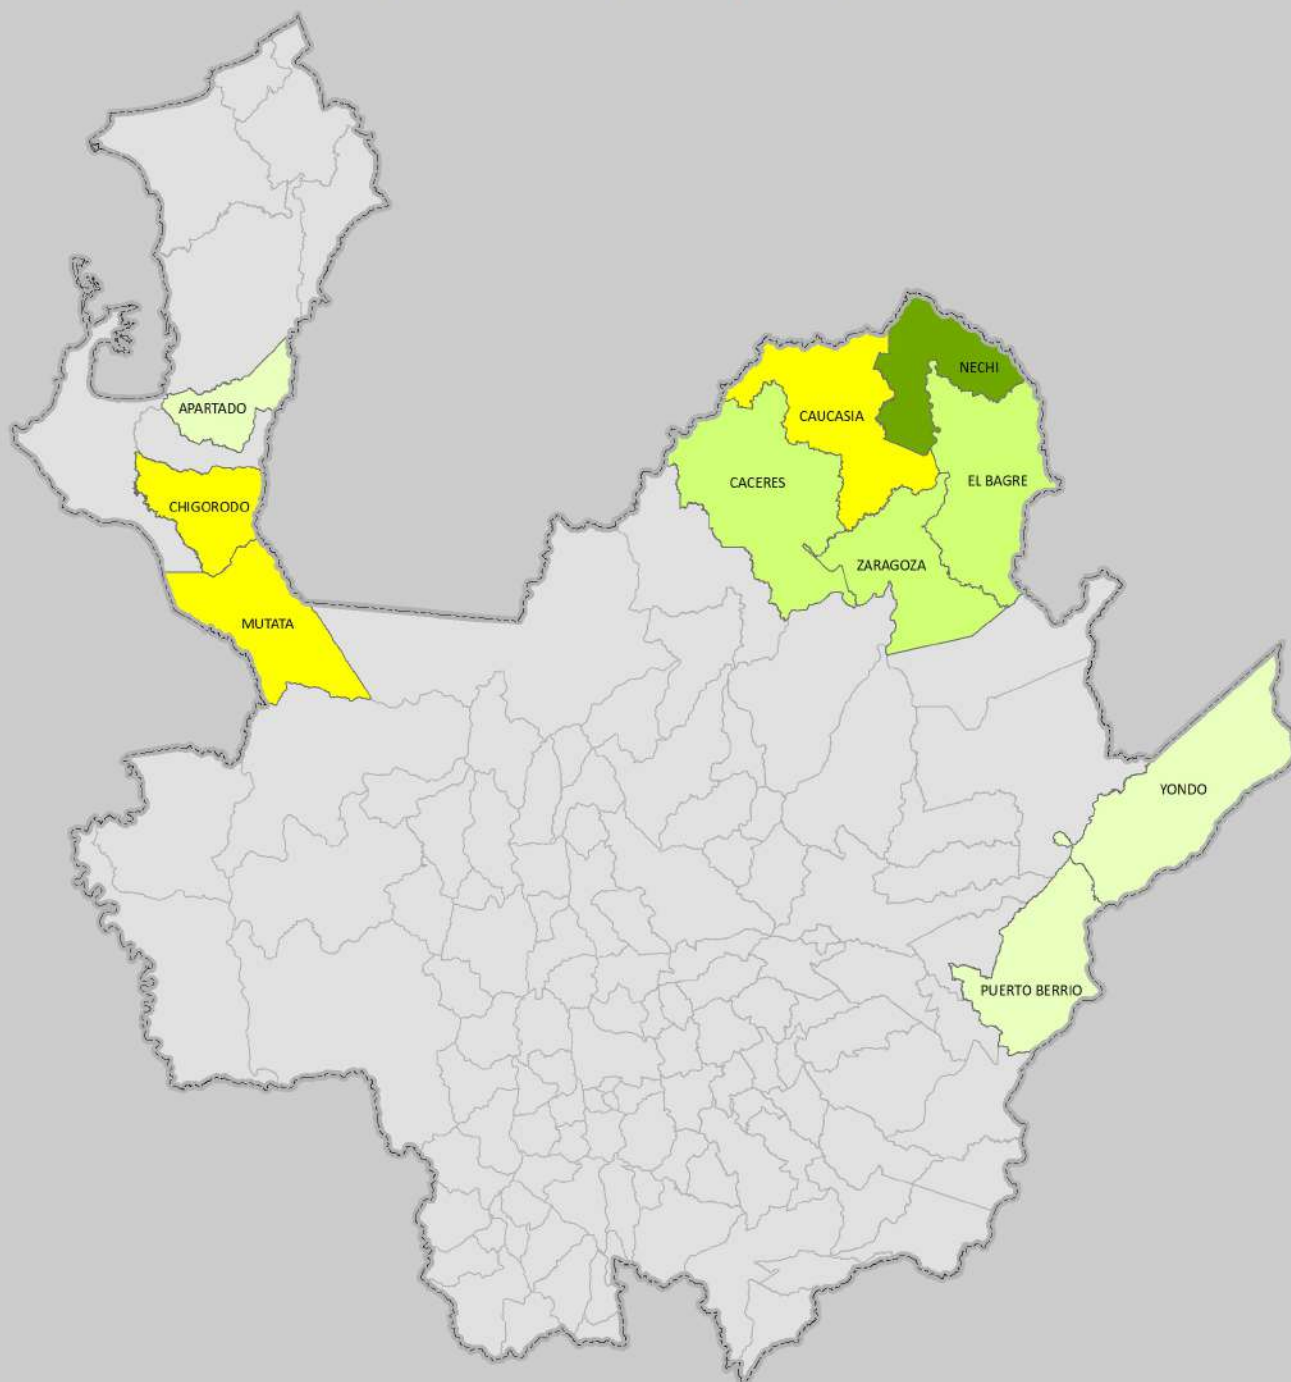 NECHI
APARTADO
CAUCASIA
EL BAGRE
CACERES
CHIGORODO
ZARAGOZA
MUTATA
YONDO
PUERTO BERRIO